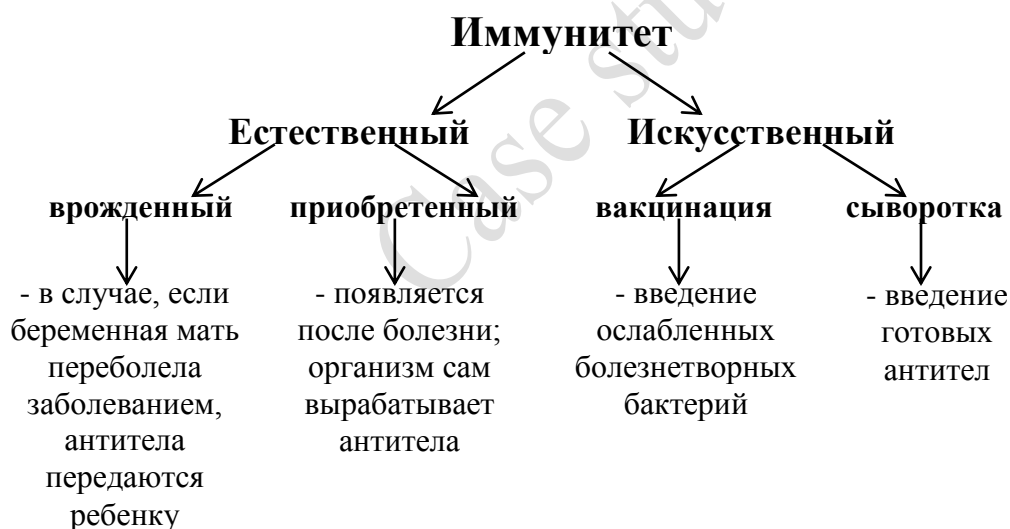 Иммунитет
Естественный
Искусственный
врожденный
приобретенный
вакцинация
сыворотка
- в случае, если
беременная мать
переболела
заболеванием,
антитела
передаются
ребенку
- появляется
после болезни;
организм сам
вырабатывает
антитела
- введение
ослабленных
болезнетворных
бактерий
- введение
готовых
антител
Case